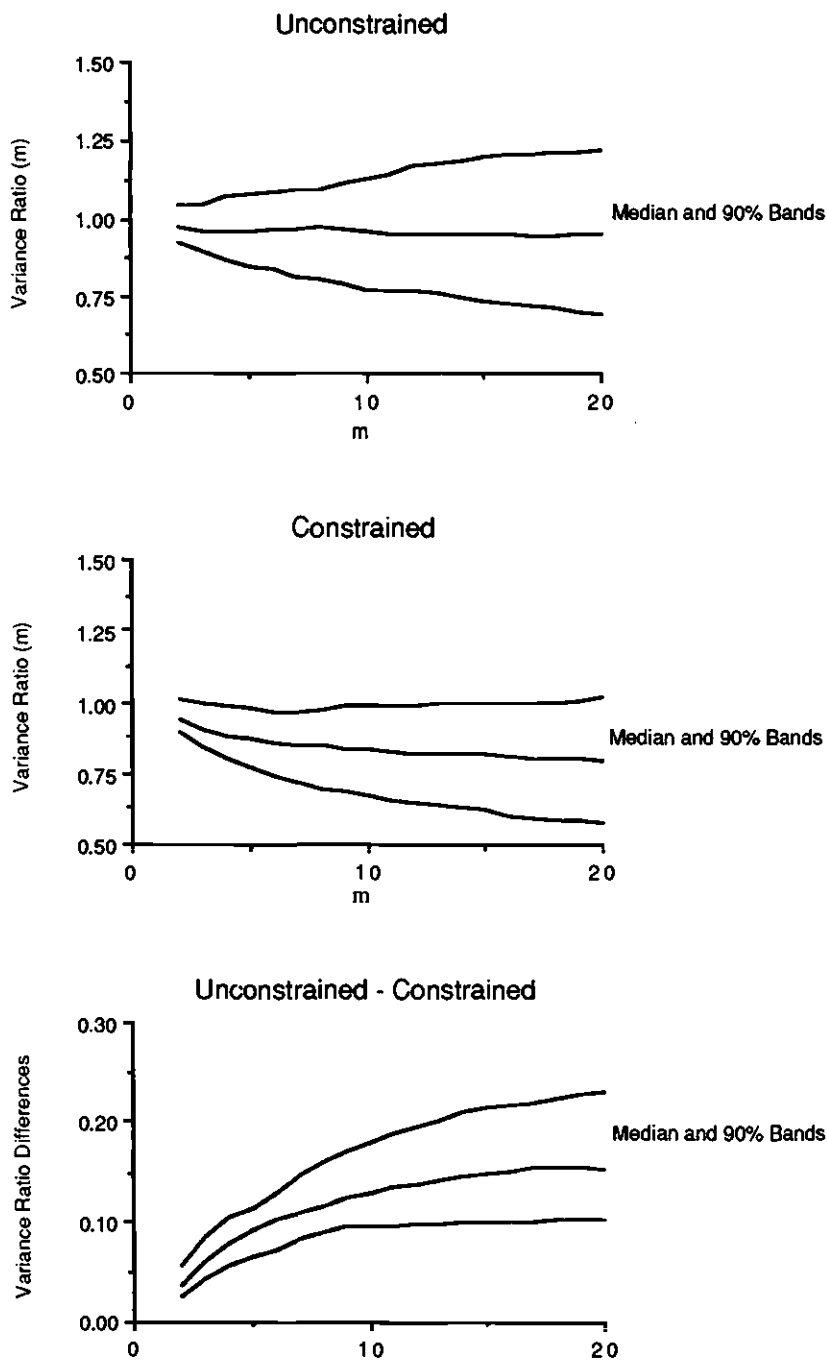 Unconstrained
1.50
1.25
1.00
0.75
0.50
Variance Ratio (m)
Median and 90% Bands
0
10
20
m
Constrained
1.50
1.25
1.00
0.75
0.50
Variance Ratio (m)
Median and 90% Bands
0
10
20
m
Unconstrained - Constrained
0.30
0.20
0.10
0.00
Variance Ratio Differences
Median and 90% Bands
0
10
20